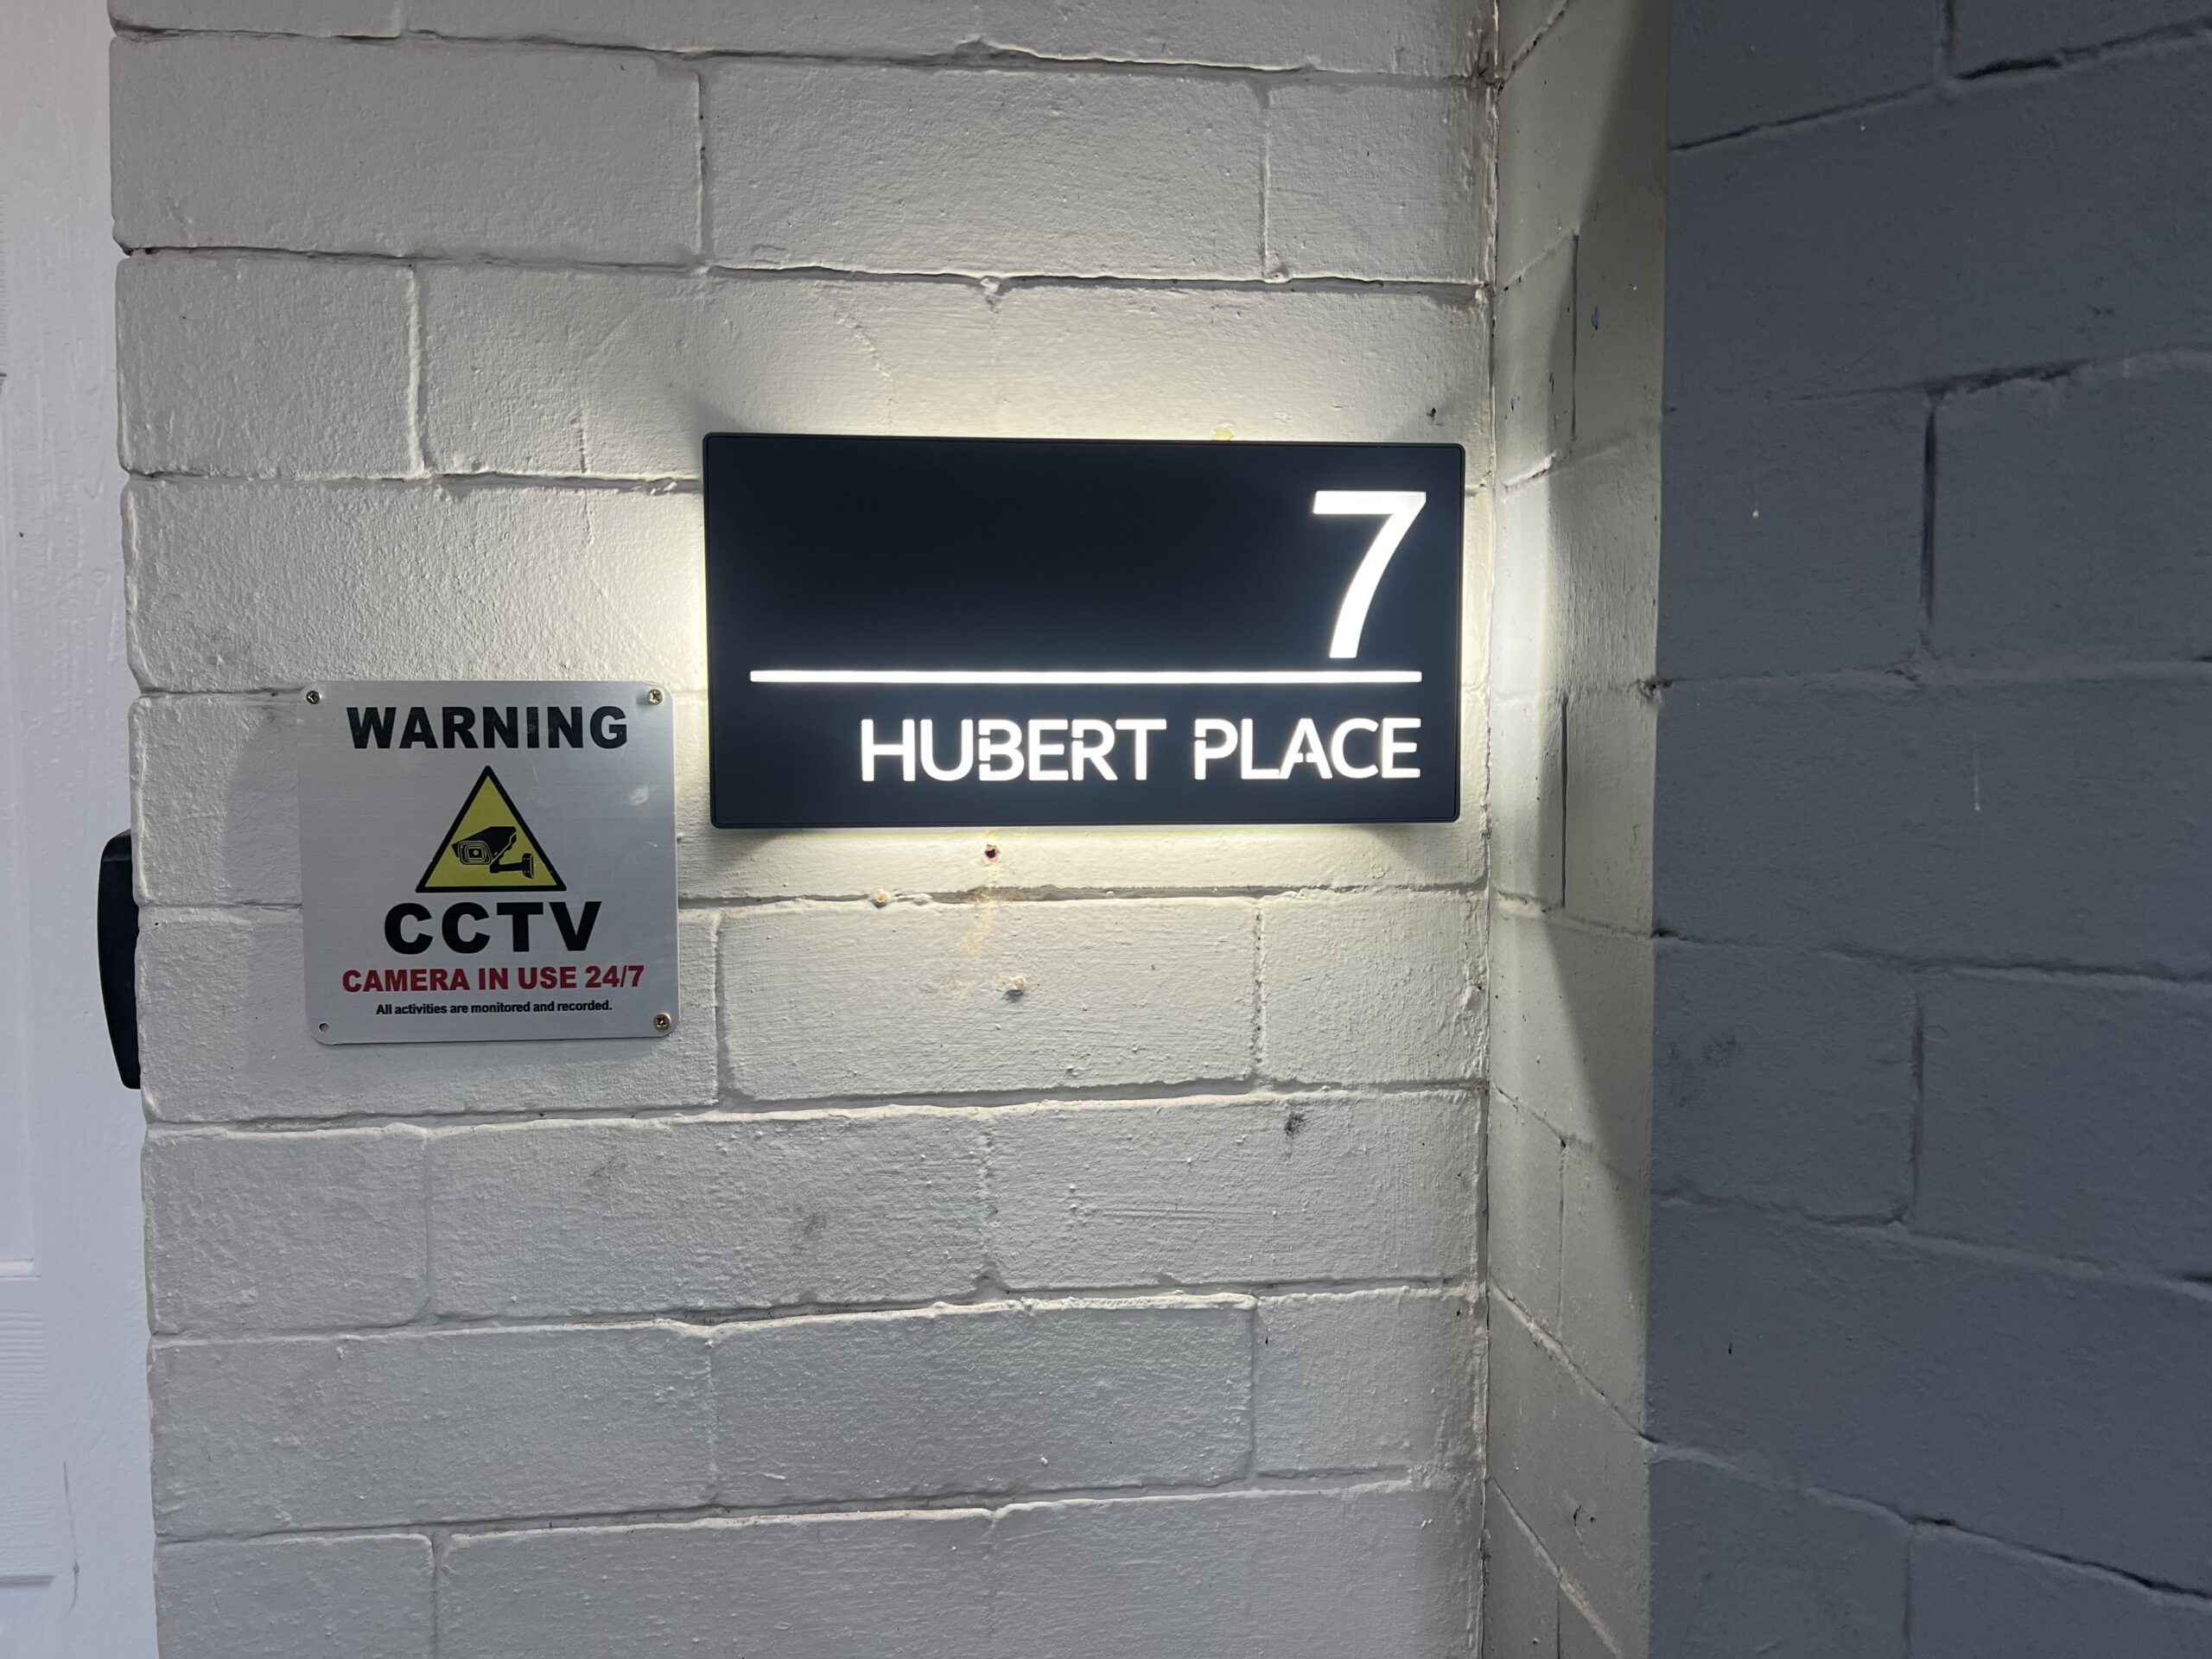 7
HUBERT PLACE
WARNING
CCTV
CAMERA IN USE 24/7
All activities are monitored and recorded.